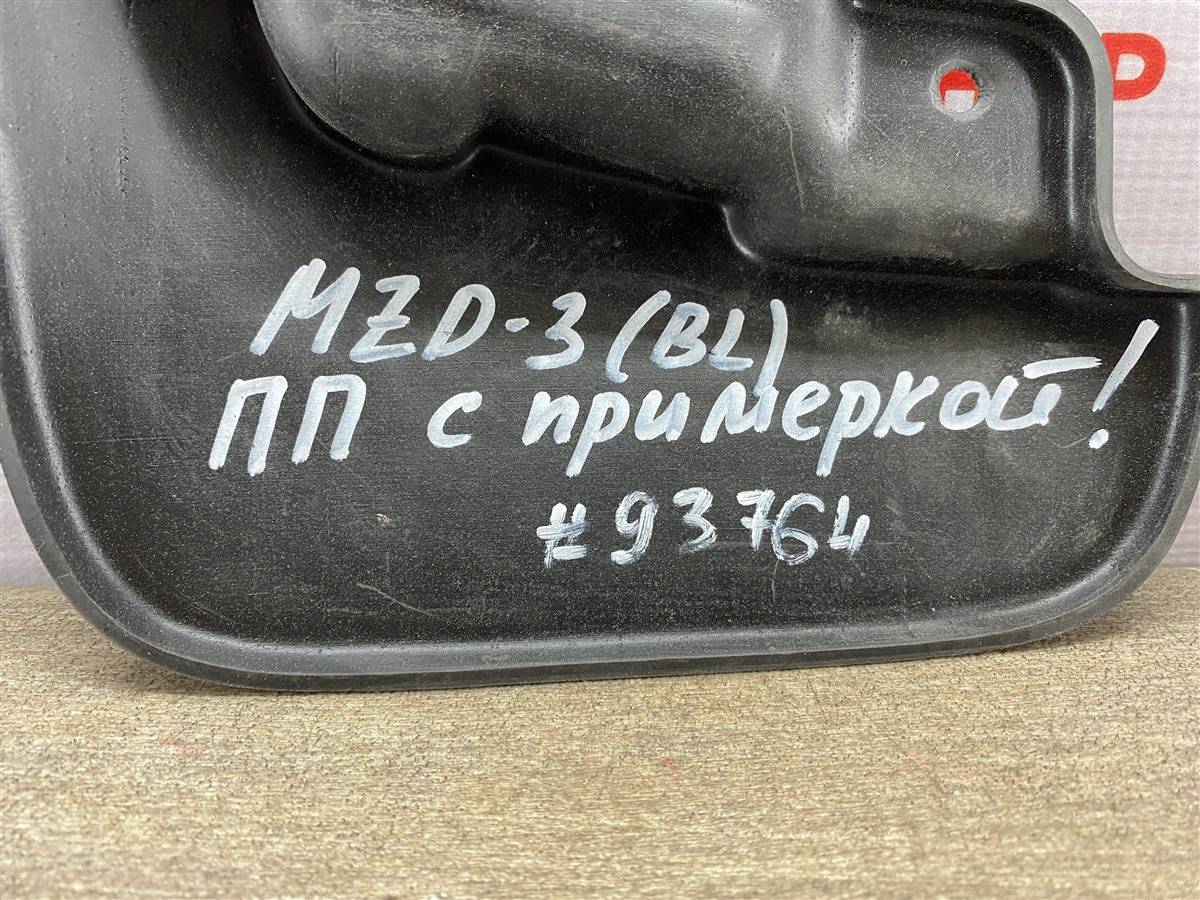 P
MZD-3 (BL)
ПП с примеркой!
#93764